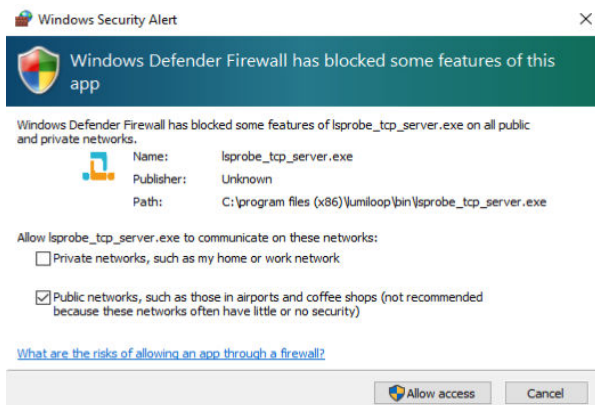 Windows Security Alert
Windows Defender Firewall has blocked some features of this
app
Windows Defender Firewall has blocked some features of lsprobe_tcp_server.exe on all public
and private networks.
Name: lsprobe_tcp_server.exe
Publisher: Unknown
Path: C:\program files (x86)\lumiloop\bin\lsprobe_tcp_server.exe
Allow lsprobe_tcp_server.exe to communicate on these networks:
Private networks, such as my home or work network
Public networks, such as those in airports and coffee shops (not recommended
because these networks often have little or no security)
What are the risks of allowing an app through a firewall?
Allow access Cancel